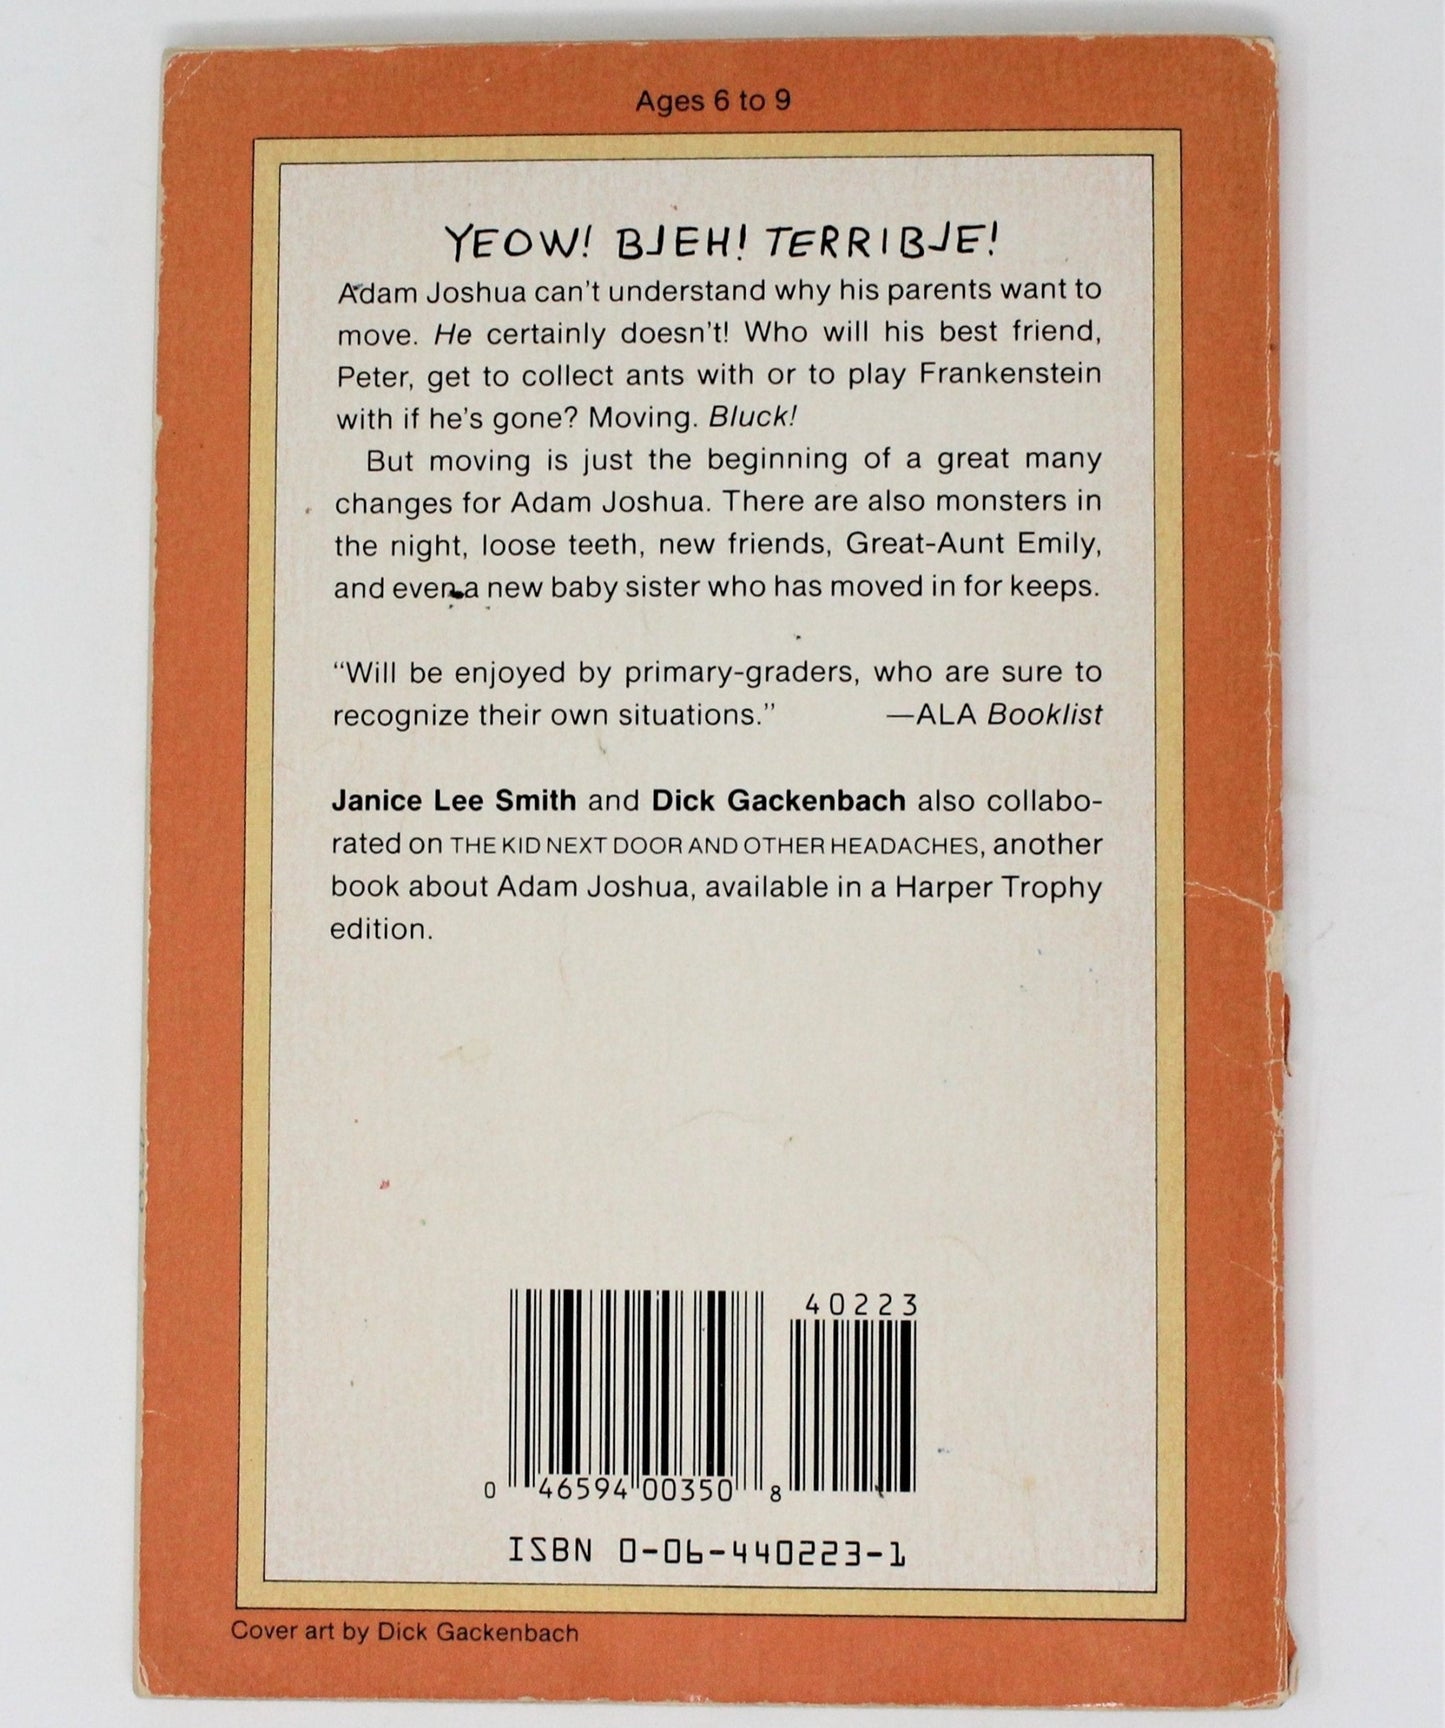 Ages 6 to 9
YEOW! BJEH! TERRIBJE!
Adam Joshua can't understand why his parents want to
move. He certainly doesn't! Who will his best friend,
Peter, get to collect ants with or to play Frankenstein
with if he's gone? Moving. Bluck!
But moving is just the beginning of a great many
changes for Adam Joshua. There are also monsters in
the night, loose teeth, new friends, Great-Aunt Emily,
and even a new baby sister who has moved in for keeps.
“Will be enjoyed by primary-graders, who are sure to
recognize their own situations.” —ALA Booklist
Janice Lee Smith and Dick Gackenbach also collabo-
rated on THE KID NEXT DOOR AND OTHER HEADACHES, another
book about Adam Joshua, available in a Harper Trophy
edition.
40223
0 46594 00350 8
ISBN 0-06-440223-1
Cover art by Dick Gackenbach